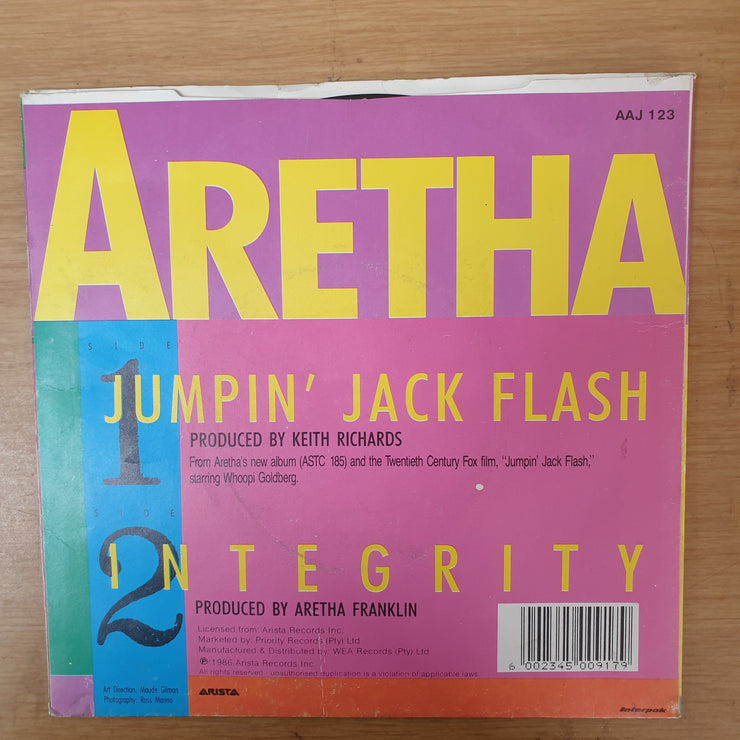 AAJ 123
ARETHA
SIDE
1
JUMPIN' JACK FLASH
PRODUCED BY KEITH RICHARDS
From Aretha's new album (ASTC 185) and the Twentieth Century Fox film, "Jumpin' Jack Flash,"
starring Whoopi Goldberg.
SIDE
2
INTEGRITY
PRODUCED BY ARETHA FRANKLIN
Licensed from: Arista Records Inc.
Marketed by: Priority Records (Pty) Ltd
Manufactured & Distributed by: WEA Records (Pty) Ltd
℗ 1986 Arista Records Inc.
All rights reserved - unauthorised duplication is a violation of applicable laws.
6 002345 009179
Art Direction: Maude Gilman
Photography: Ross Marino
ARISTA
Interpak